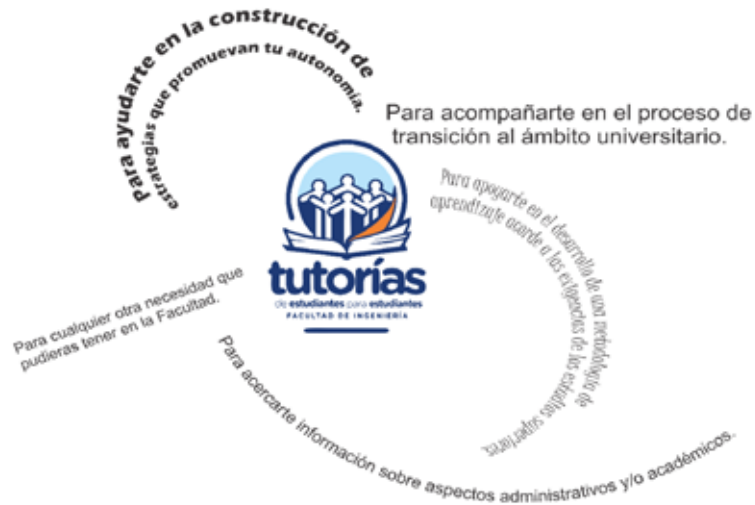 Para ayudarte en la construcción de
estrategias que promuevan tu autonomía.
Para acompañarte en el proceso de
transición al ámbito universitario.
Para apoyarte en el desarrollo de una metodología de
aprendizaje acorde a las exigencias de los estudios superiores.
tutorías
de estudiantes para estudiantes
FACULTAD DE INGENIERÍA
Para cualquier otra necesidad que
pudieras tener en la Facultad.
Para acercarte información sobre aspectos administrativos y/o académicos.